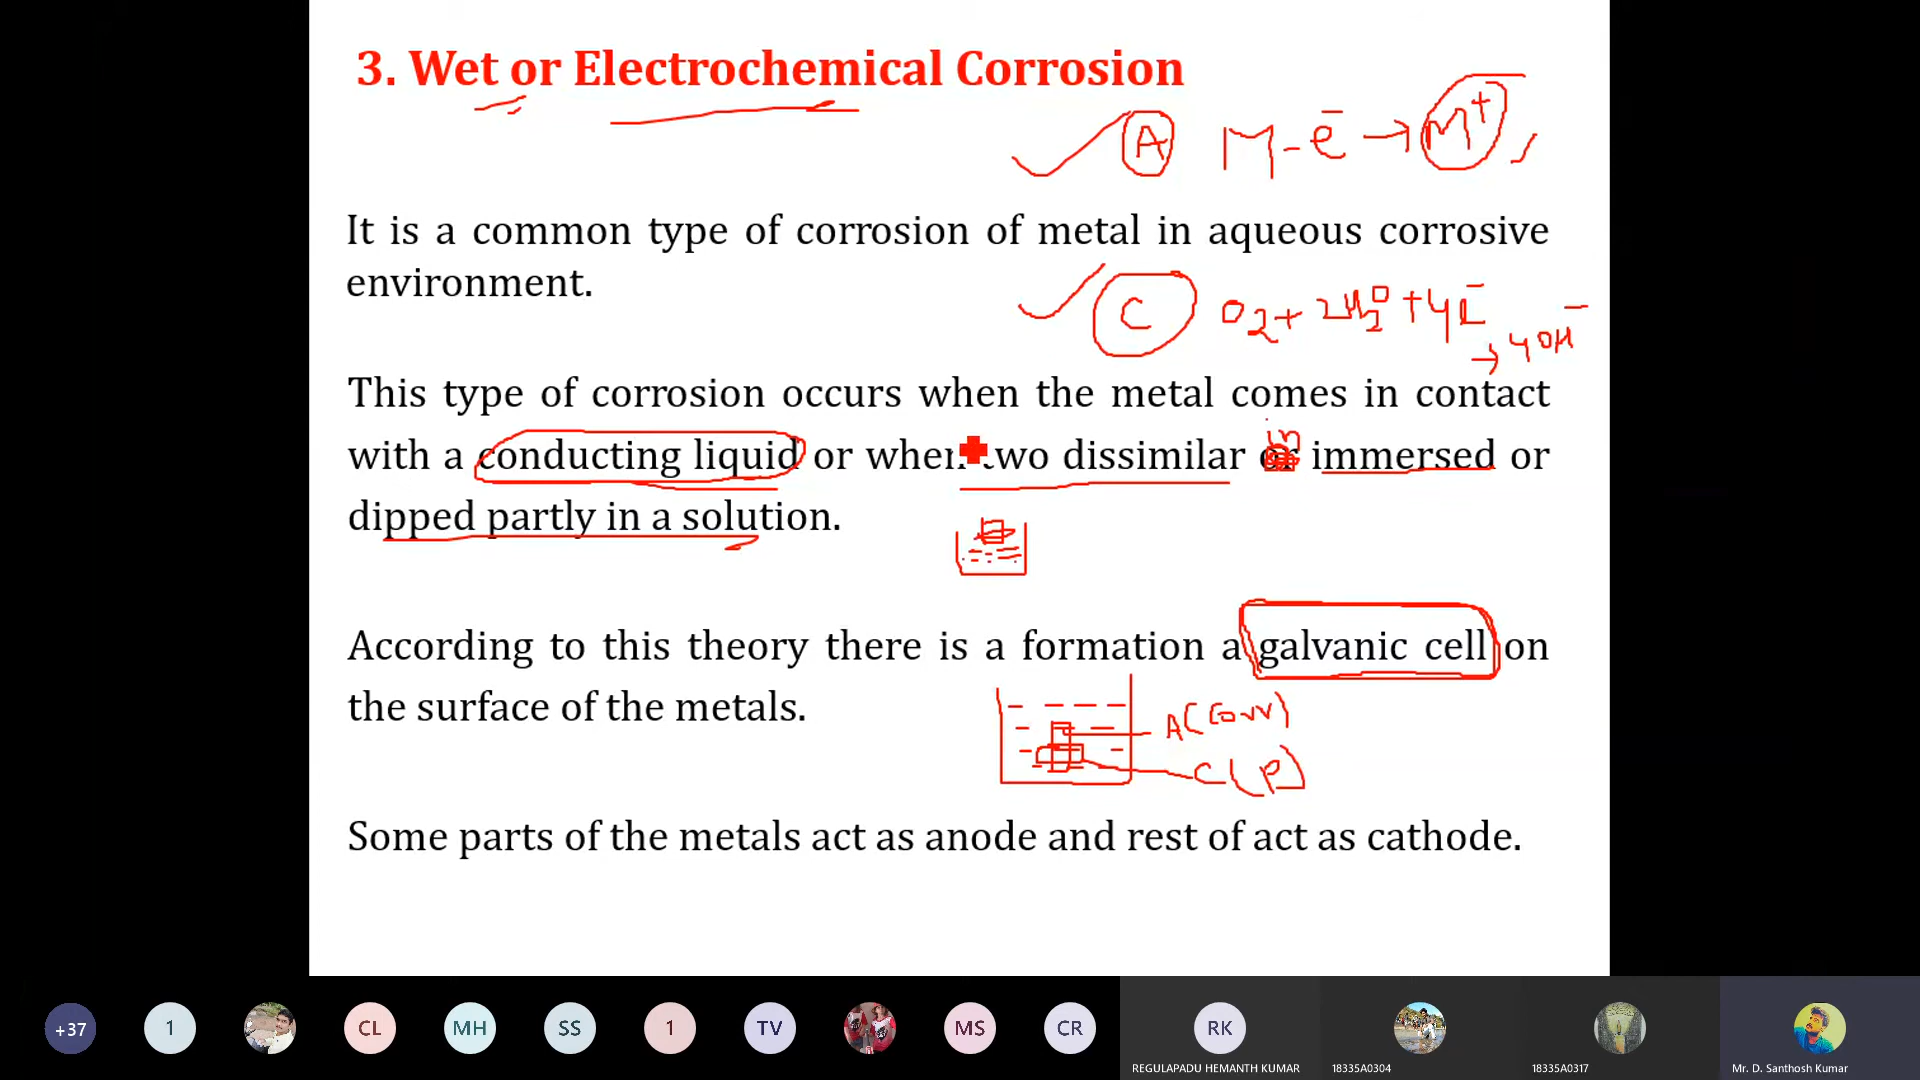 3. Wet or Electrochemical Corrosion
A M - e⁻ → M⁺
It is a common type of corrosion of metal in aqueous corrosive
environment.
C O₂ + 2H₂O + 4e⁻
→ 4OH⁻
This type of corrosion occurs when the metal comes in contact
in
with a conducting liquid or when two dissimilar immersed or
dipped partly in a solution.
According to this theory there is a formation a galvanic cell on
the surface of the metals.
A (Corr)
C (P)
Some parts of the metals act as anode and rest of act as cathode.
+37 1 CL MH SS 1 TV MS CR RK
REGULAPADU HEMANTH KUMAR 18335A0304 18335A0317 Mr. D. Santhosh Kumar